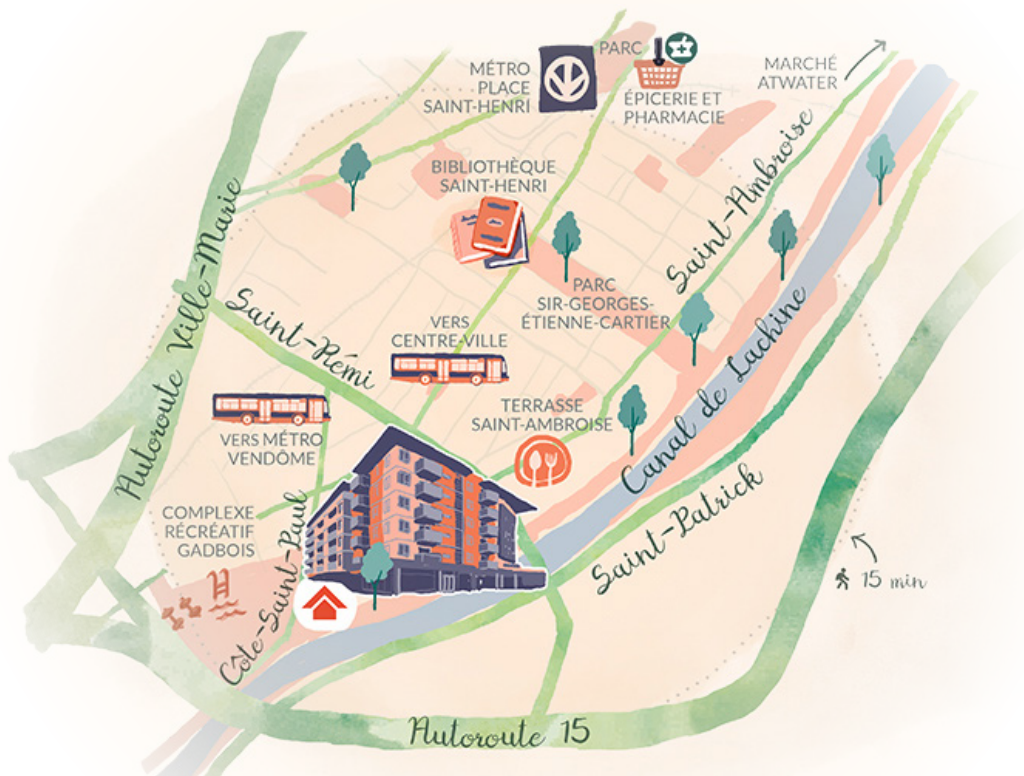 PARC
MÉTRO
PLACE
SAINT-HENRI
ÉPICERIE ET
PHARMACIE
MARCHÉ
ATWATER
BIBLIOTHÈQUE
SAINT-HENRI
Saint-Ambroise
Autoroute Ville-Marie
PARC
SIR-GEORGES-
ÉTIENNE-CARTIER
Saint-Rémi
VERS
CENTRE-VILLE
Canal de Lachine
VERS MÉTRO
VENDÔME
TERRASSE
SAINT-AMBROISE
Saint-Patrick
COMPLEXE
RÉCRÉATIF
GADBOIS
Côte-Saint-Paul
15 min
Autoroute 15